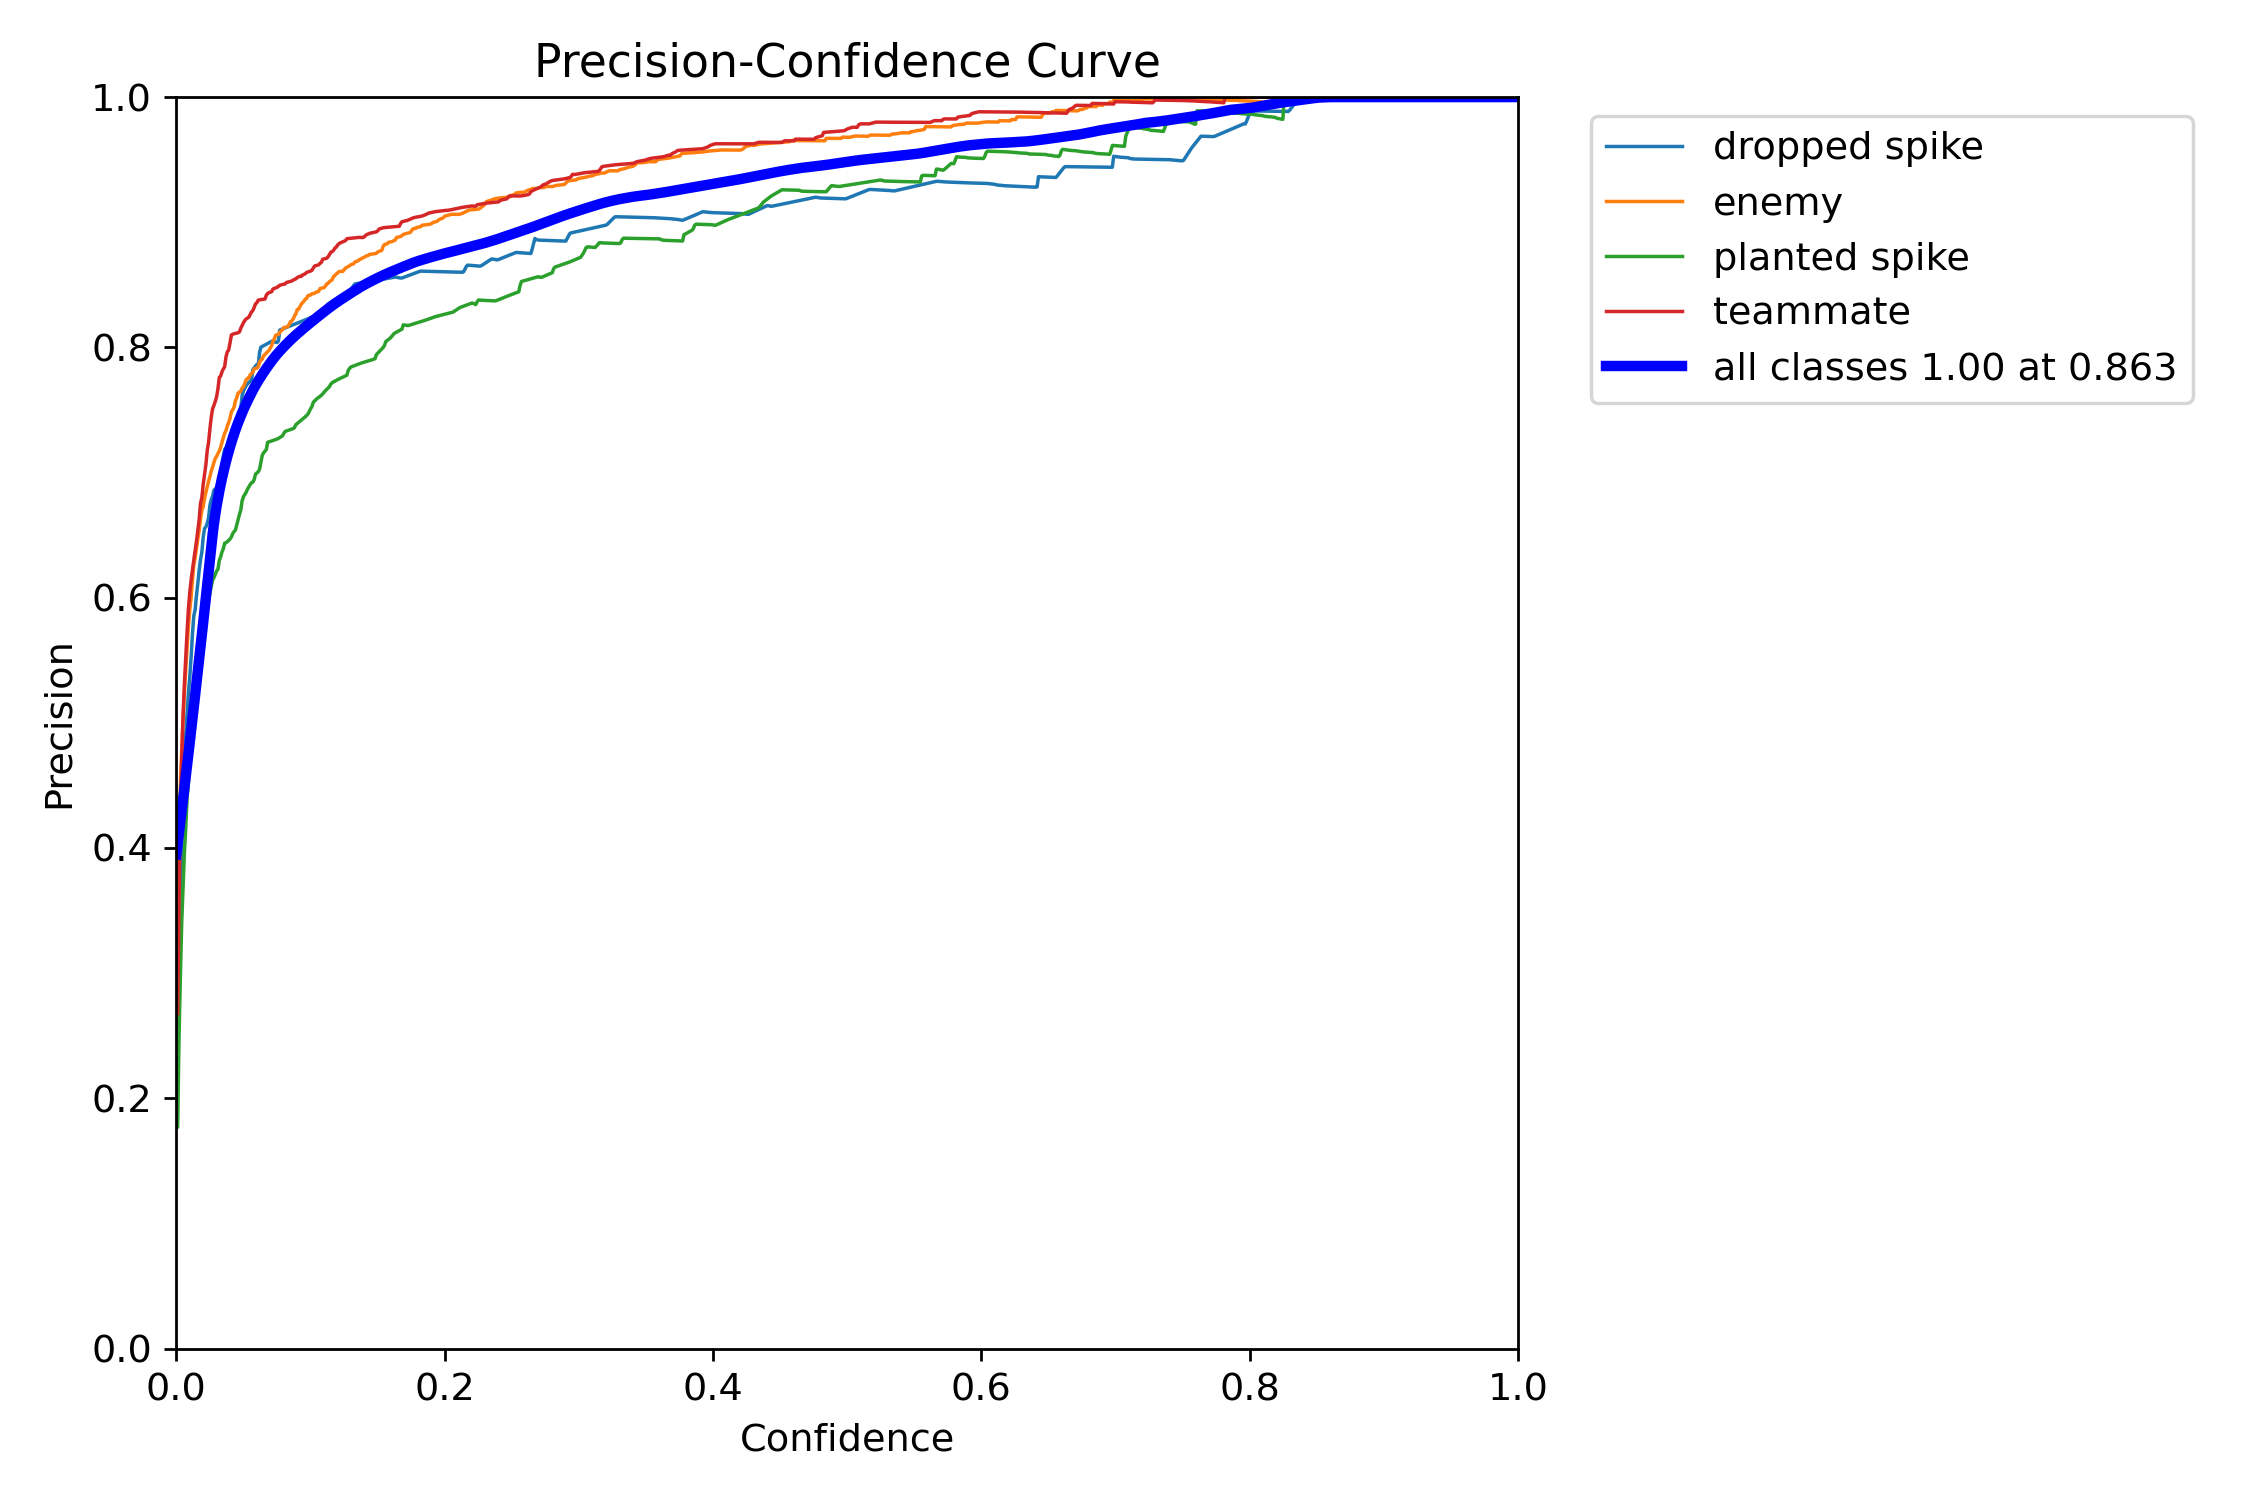 Precision-Confidence Curve
1.0
0.8
0.6
0.4
0.2
0.0
Precision
0.0 0.2 0.4 0.6 0.8 1.0
Confidence
dropped spike
enemy
planted spike
teammate
all classes 1.00 at 0.863